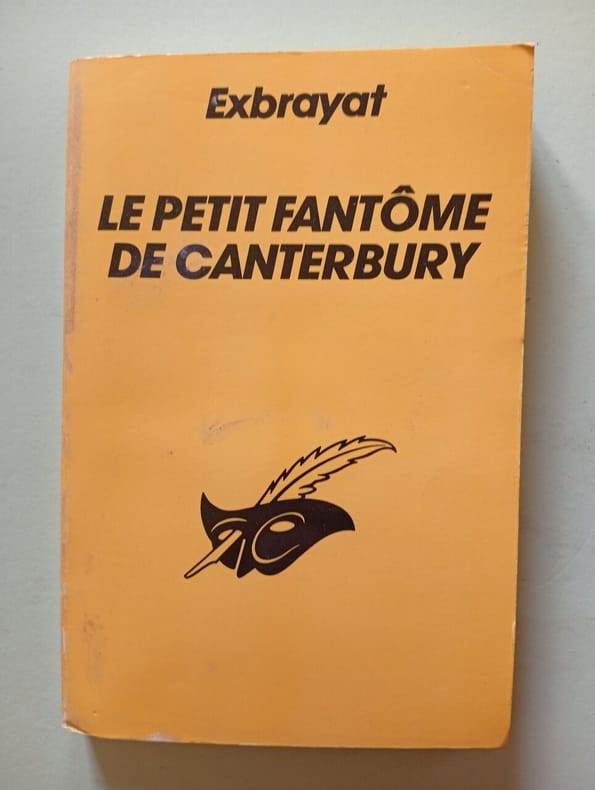 Exbrayat
LE PETIT FANTÔME
DE CANTERBURY